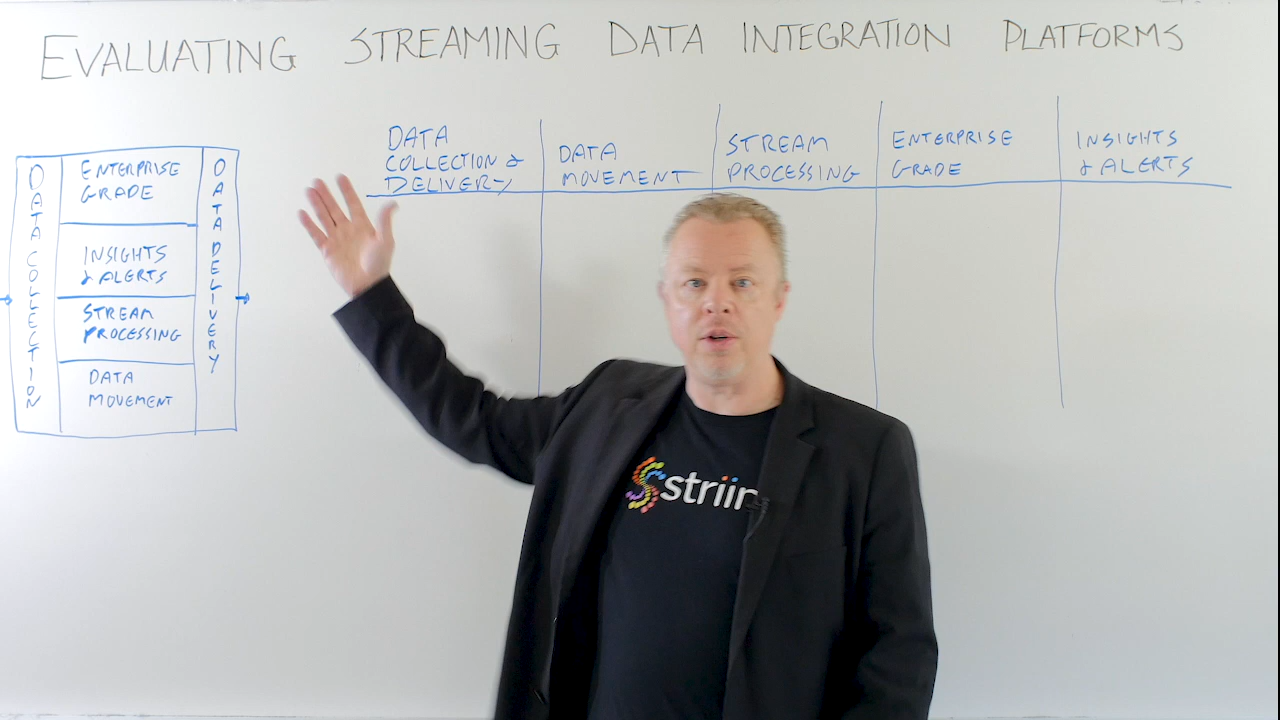 EVALUATING STREAMING DATA INTEGRATION PLATFORMS
DATA COLLECTION
ENTERPRISE
GRADE
INSIGHTS
& ALERTS
STREAM
PROCESSING
DATA
MOVEMENT
DATA DELIVERY
DATA
COLLECTION &
DELIVERY
DATA
MOVEMENT
STREAM
PROCESSING
ENTERPRISE
GRADE
INSIGHTS
& ALERTS
striim